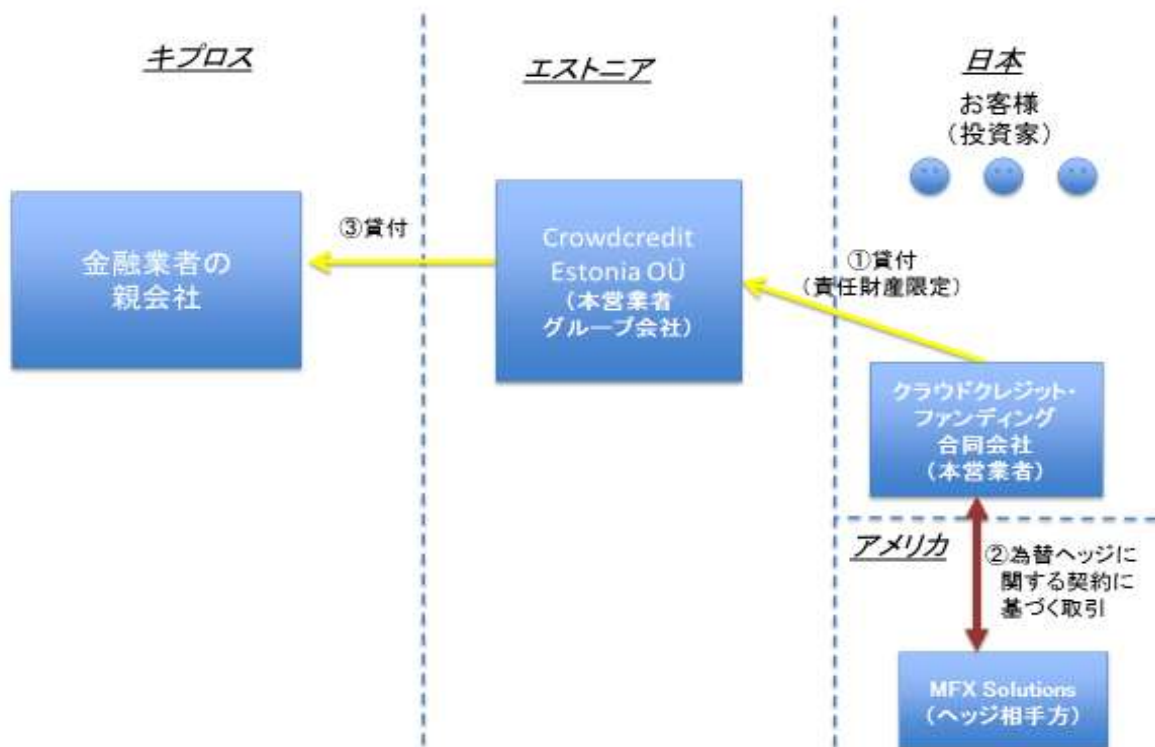 キプロス
エストニア
日本
お客様
（投資家）
③貸付
金融業者の
親会社
Crowdcredit
Estonia OÜ
（本営業者
グループ会社）
①貸付
（責任財産限定）
クラウドクレジット・
ファンディング
合同会社
（本営業者）
アメリカ
②為替ヘッジに
関する契約に
基づく取引
MFX Solutions
（ヘッジ相手方）